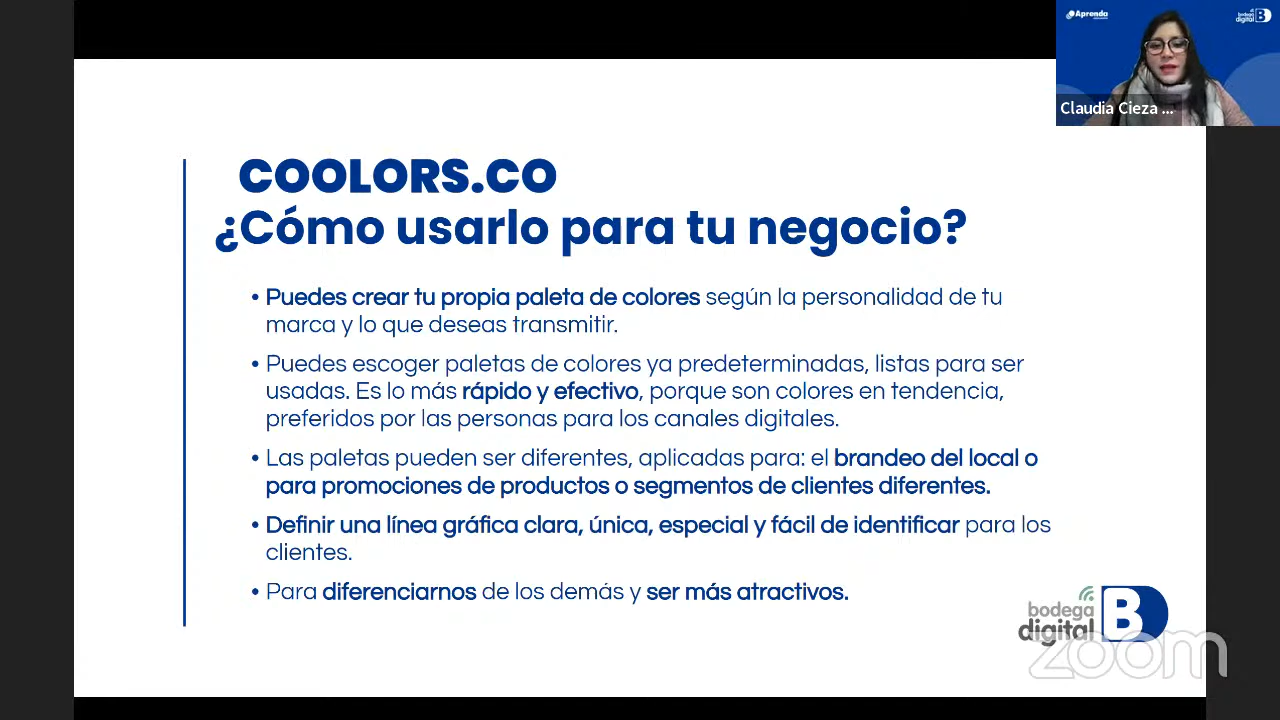 Aprenda
bodega
digital B
Claudia Cieza ...
COOLORS.CO
¿Cómo usarlo para tu negocio?
• Puedes crear tu propia paleta de colores según la personalidad de tu
marca y lo que deseas transmitir.
• Puedes escoger paletas de colores ya predeterminadas, listas para ser
usadas. Es lo más rápido y efectivo, porque son colores en tendencia,
preferidos por las personas para los canales digitales.
• Las paletas pueden ser diferentes, aplicadas para: el brandeo del local o
para promociones de productos o segmentos de clientes diferentes.
• Definir una línea gráfica clara, única, especial y fácil de identificar para los
clientes.
• Para diferenciarnos de los demás y ser más atractivos.
bodega
digital B
zoom